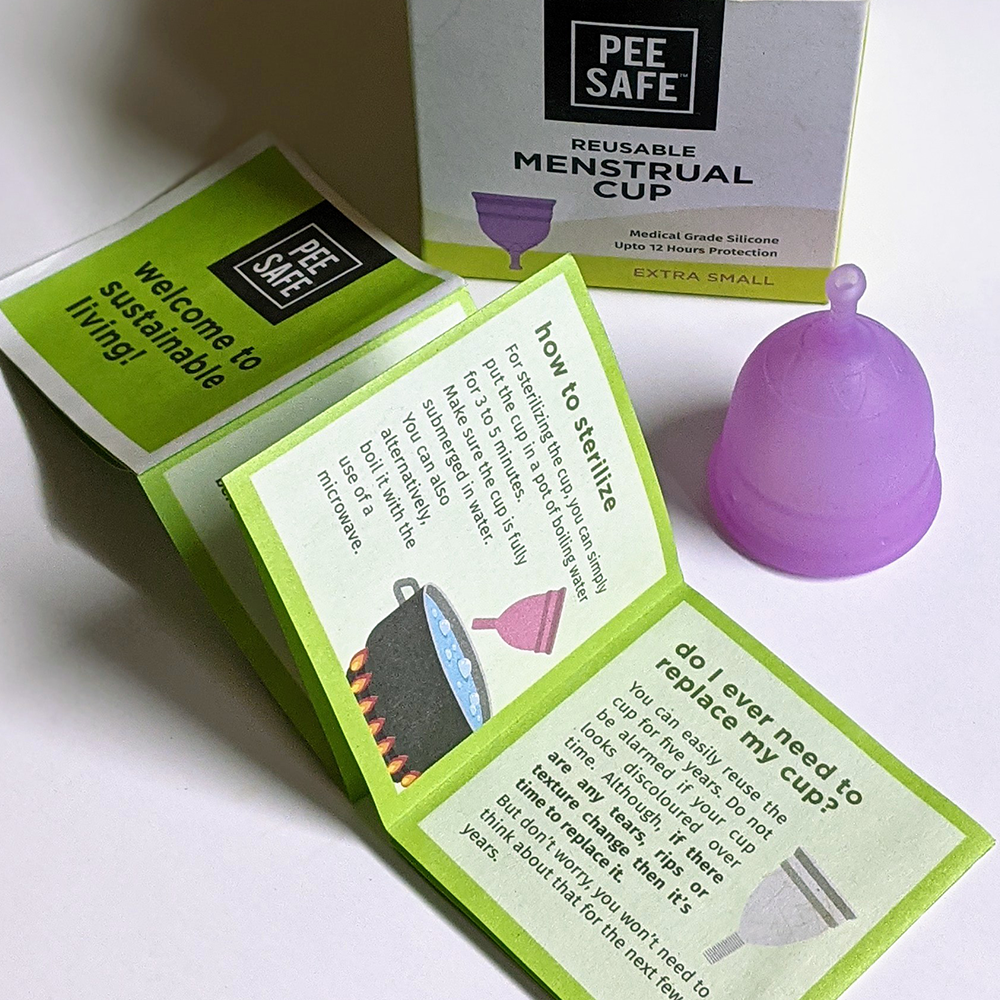 PEE
SAFE™
REUSABLE
MENSTRUAL
CUP
Medical Grade Silicone
Upto 12 Hours Protection
EXTRA SMALL
PEE
SAFE
welcome to
sustainable
living!
how to sterilize
For sterilizing the cup, you can simply
put the cup in a pot of boiling water
for 3 to 5 minutes.
Make sure the cup is fully
submerged in water.
You can also
alternatively,
boil it with the
use of a
microwave.
do I ever need to
replace my cup?
You can easily reuse the
cup for five years. Do not
be alarmed if your cup
looks discoloured over
time. Although, if there
are any tears, rips or
texture change then it's
time to replace it.
But don't worry, you won't need to
think about that for the next few
years.